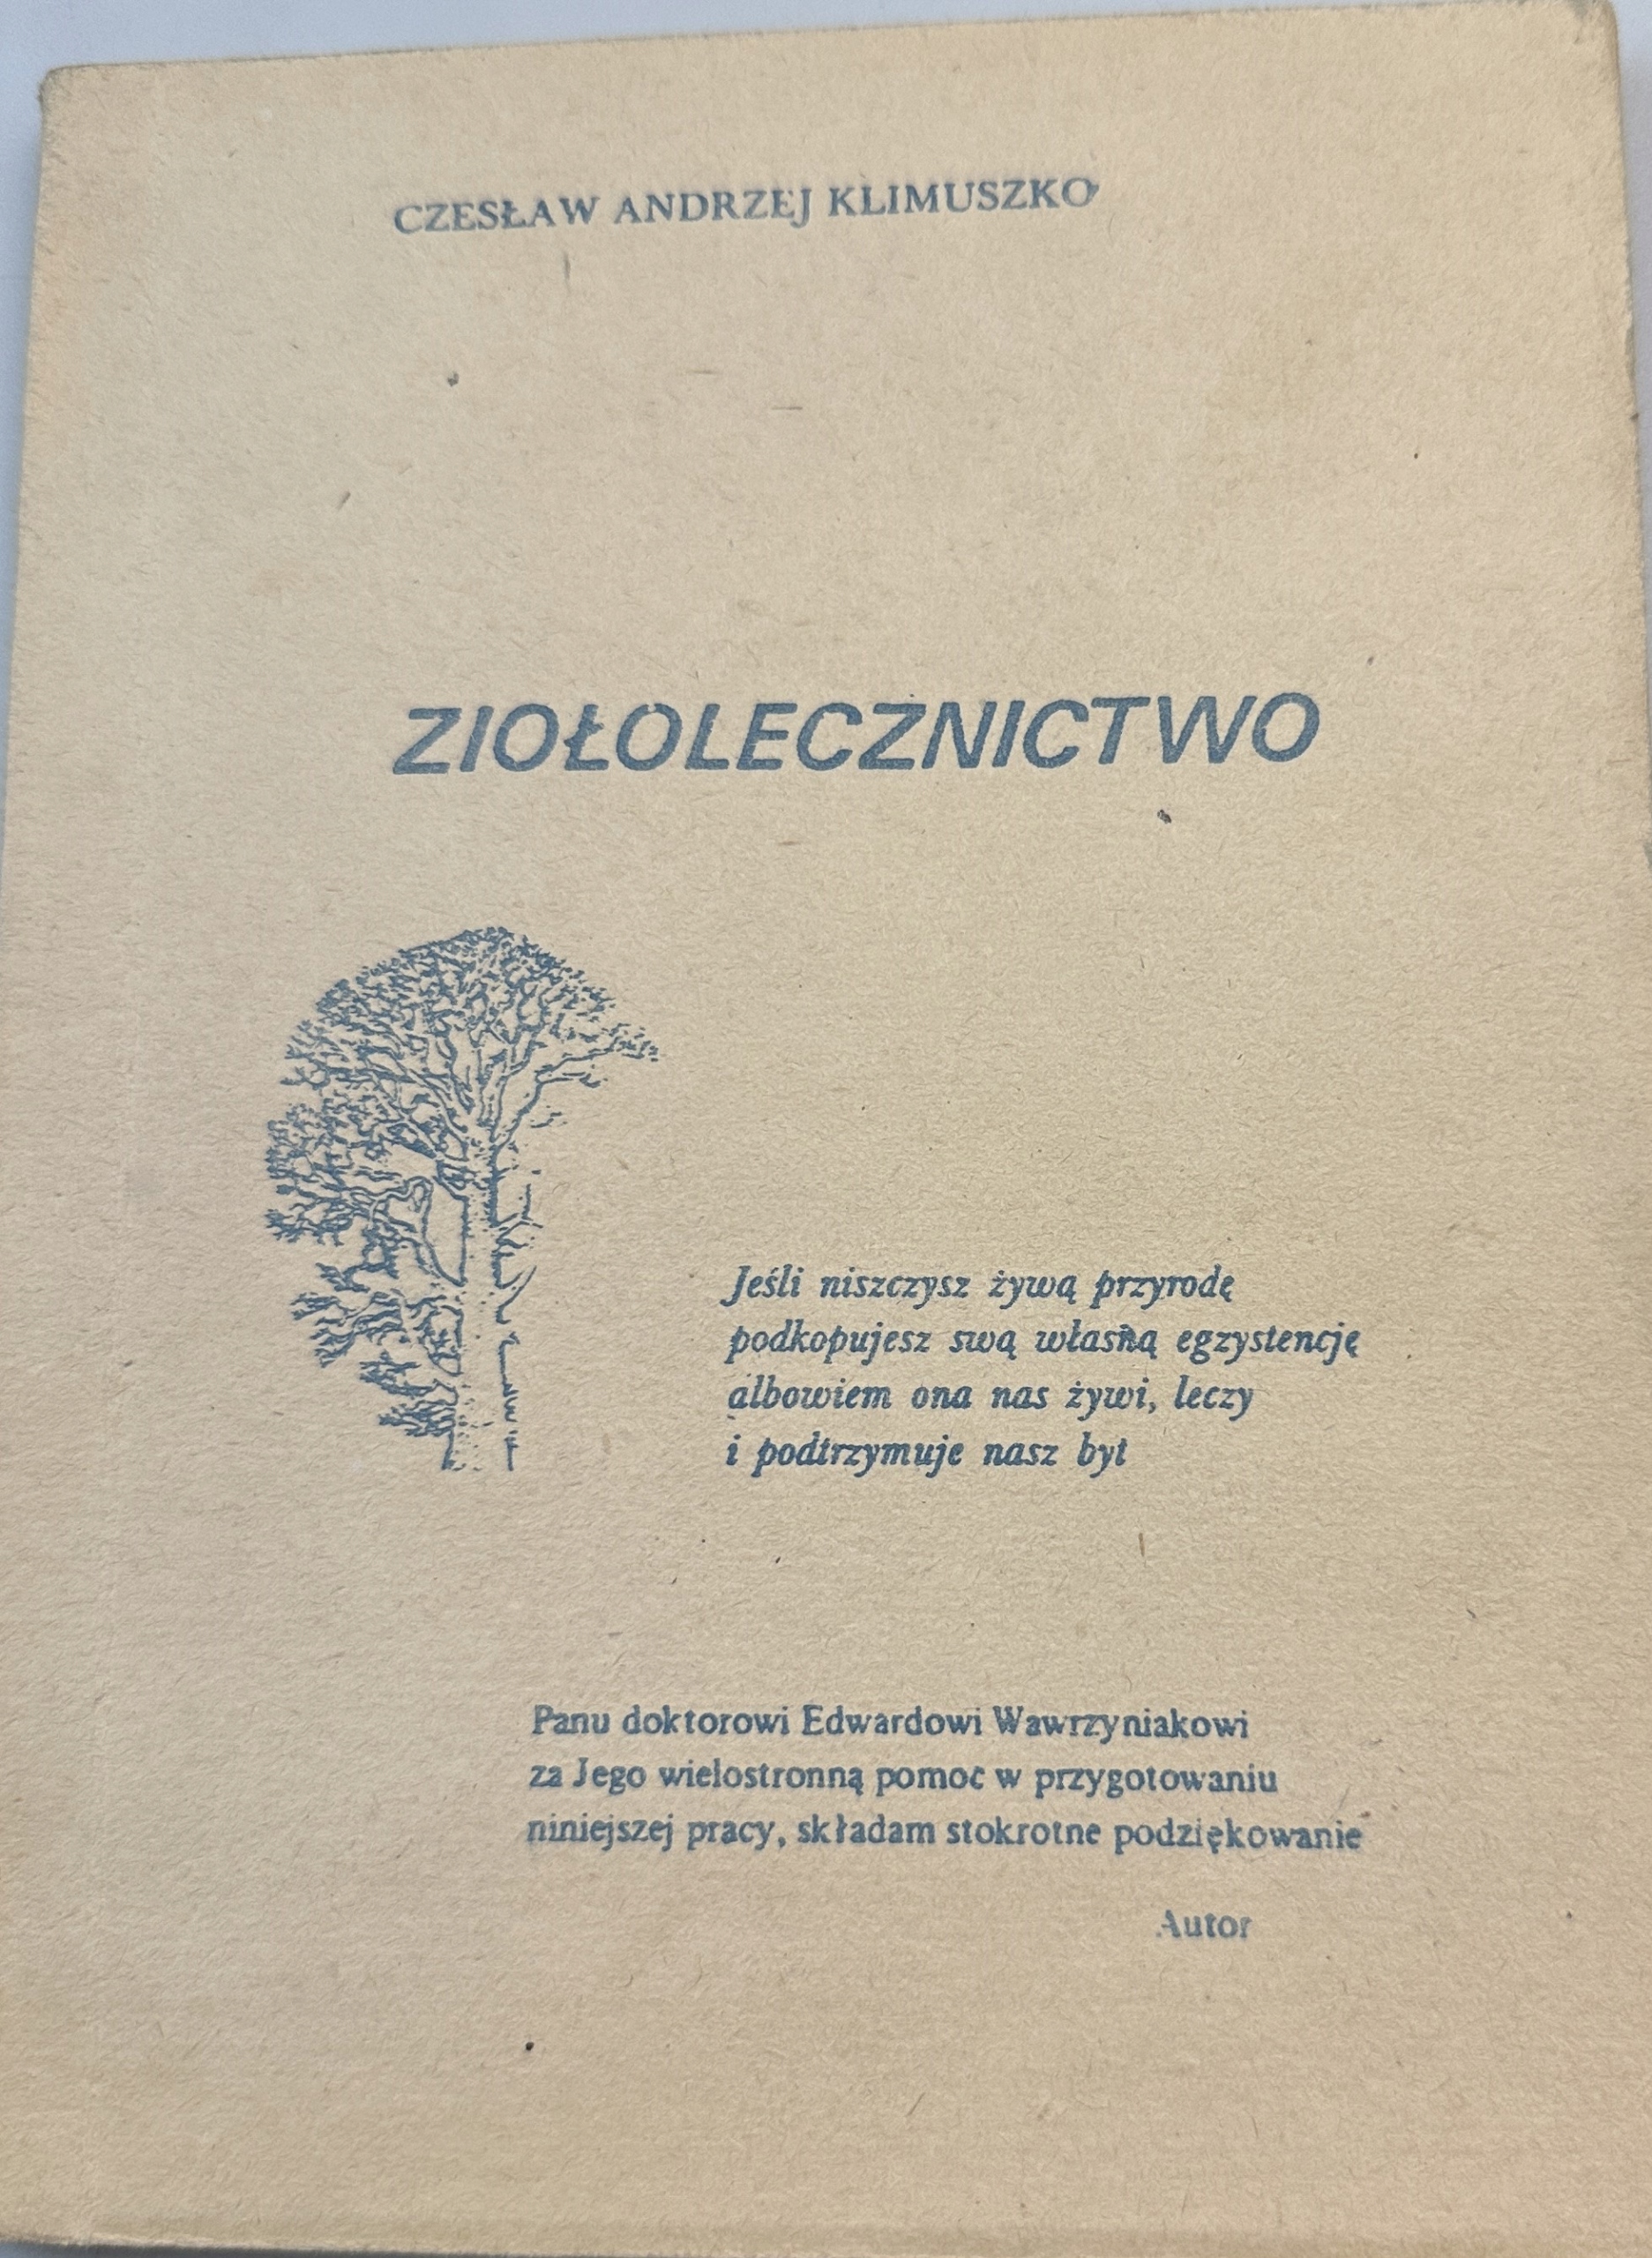 CZESŁAW ANDRZEJ KLIMUSZKO
ZIOŁOLECZNICTWO
Jeśli niszczysz żywą przyrodę
podkopujesz swą własną egzystencję
albowiem ona nas żywi, leczy
i podtrzymuje nasz byt
Panu doktorowi Edwardowi Wawrzyniakowi
za Jego wielostronną pomoc w przygotowaniu
niniejszej pracy, składam stokrotne podziękowanie
Autor